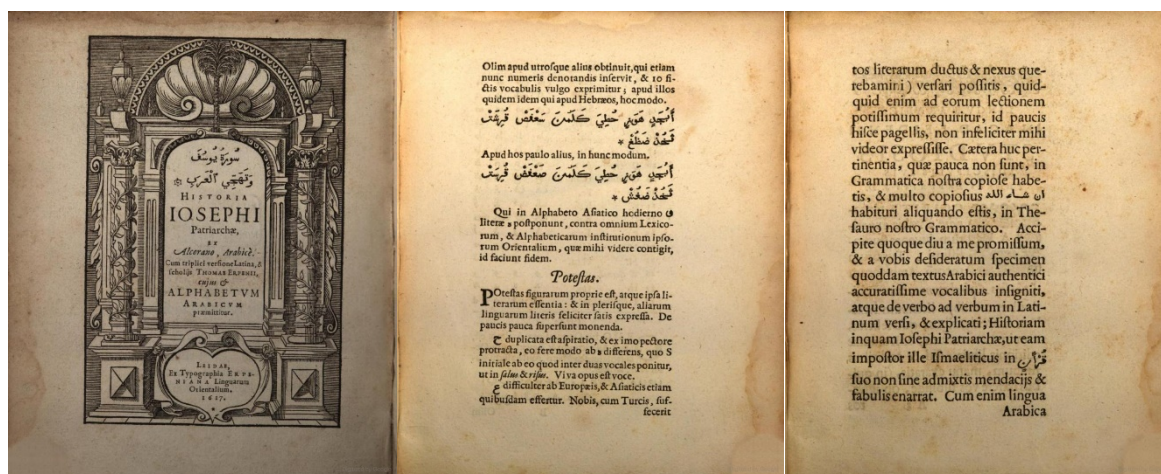 سُورَةُ يُوسُفَ
وَتَهَجِّي ٱلْعَرَبِ
HISTORIA
IOSEPHI
Patriarchæ,
ex
Alcorano, Arabicè.
Cum triplici versione Latina, &
scholijs THOMÆ ERPENII,
cujus &
ALPHABETVM
ARABICVM
præmittitur.
LEIDAE,
Ex Typographia ERPE-
NIANA Linguarum
Orientalium.
1617.
Olim apud utrosque alius obtinuit, qui etiam
nunc numeris denotandis inservit, & 10 fi-
ctis vocabulis vulgo exprimitur; apud illos
quidem idem qui apud Hebræos, hoc modo.
أَبْجَدِ هَوَزٍ حُطِيَ كَلَمَنَ سَعْفَصْ قُرِشَتْ
ثَخُذْ ضَظُغْ *
Apud hos paulo alius, in hunc modum.
أَبْجَدِ هَوَزٍ حُطِيَ كَلَمَنَ صَعْفَضْ قُرِسَتْ
ثَخُذْ ظَغُشْ *
Qui in Alphabeto Asiatico hodierno و
literæ ه postponunt, contra omnium Lexico-
rum, & Alphabeticarum institutionum ipso-
rum Orientalium, quæ mihi videre contigit,
id faciunt fidem.
Potestas.
POtestas figurarum proprie est, atque ipsa li-
terarum essentia: & in plerisque, aliarum
linguarum literis feliciter satis expressa. De
paucis pauca supersunt monenda.
ح duplicata est aspiratio, & ex imo pectore
protracta, eo fere modo ab ه differens, quo S
initiale ab eo quod inter duas vocales ponitur,
ut in salus & risus. Viva opus est voce.
ع difficulter ab Europæis, & Asiaticis etiam
quibusdam effertur. Nobis, cum Turcis, suf-
fecerit
tos literarum ductus & nexus que-
rebamini) versari possitis, quid-
quid enim ad eorum lectionem
potissimum requiritur, id paucis
hisce pagellis, non infeliciter mihi
videor expressisse. Cætera huc per-
tinentia, quæ pauca non sunt, in
Grammatica nostra copiose habe-
tis, & multo copiosius ان شاء الله
habituri aliquando estis, in The-
sauro nostro Grammatico. Acci-
pite quoque diu a me promissum,
& a vobis desideratum specimen
quoddam textus Arabici authentici
accuratissime vocalibus insigniti,
atque de verbo ad verbum in Lati-
num versi, & explicati; Historiam
inquam Iosephi Patriarchæ, ut eam
impostor ille Ismaeliticus in قُرْآنِ
suo non sine admixtis mendacijs &
fabulis enarrat. Cum enim lingua
Arabica